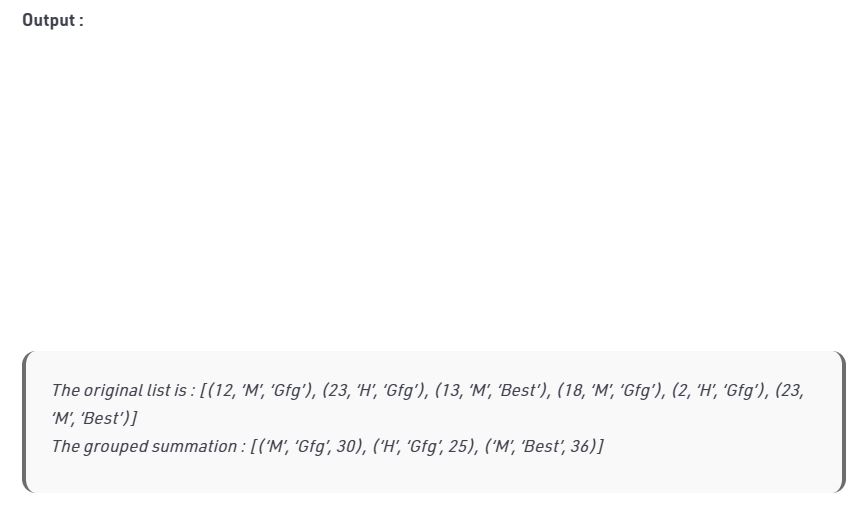 Output :
The original list is : [(12, ‘M’, ‘Gfg’), (23, ‘H’, ‘Gfg’), (13, ‘M’, ‘Best’), (18, ‘M’, ‘Gfg’), (2, ‘H’, ‘Gfg’), (23,
‘M’, ‘Best’)]
The grouped summation : [(‘M’, ‘Gfg’, 30), (‘H’, ‘Gfg’, 25), (‘M’, ‘Best’, 36)]